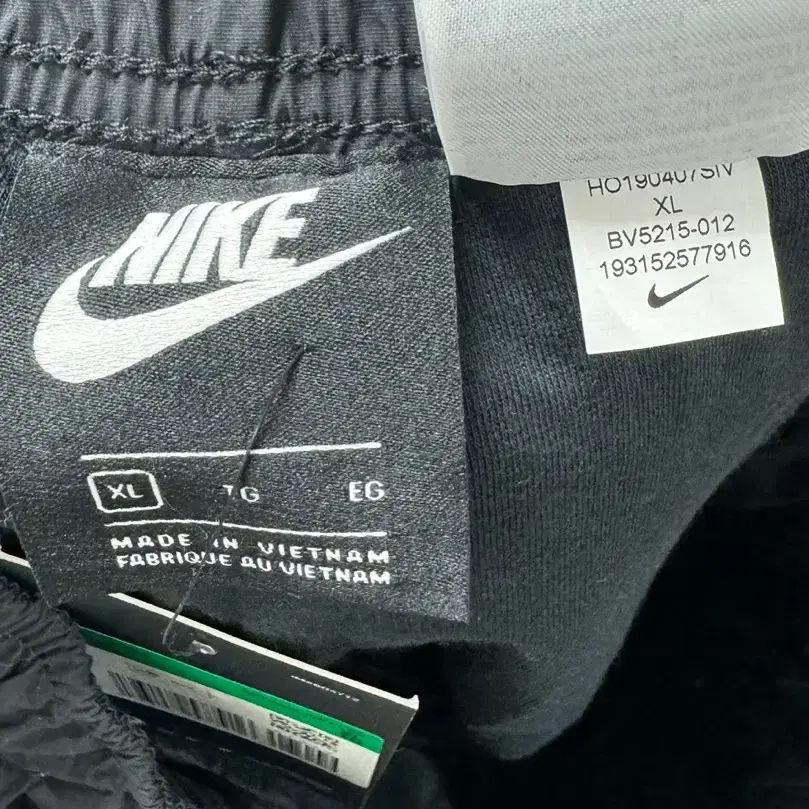 NIKE
XL TG EG
MADE IN VIETNAM
FABRIQUE AU VIETNAM
HO190407SIV
XL
BV5215-012
193152577916